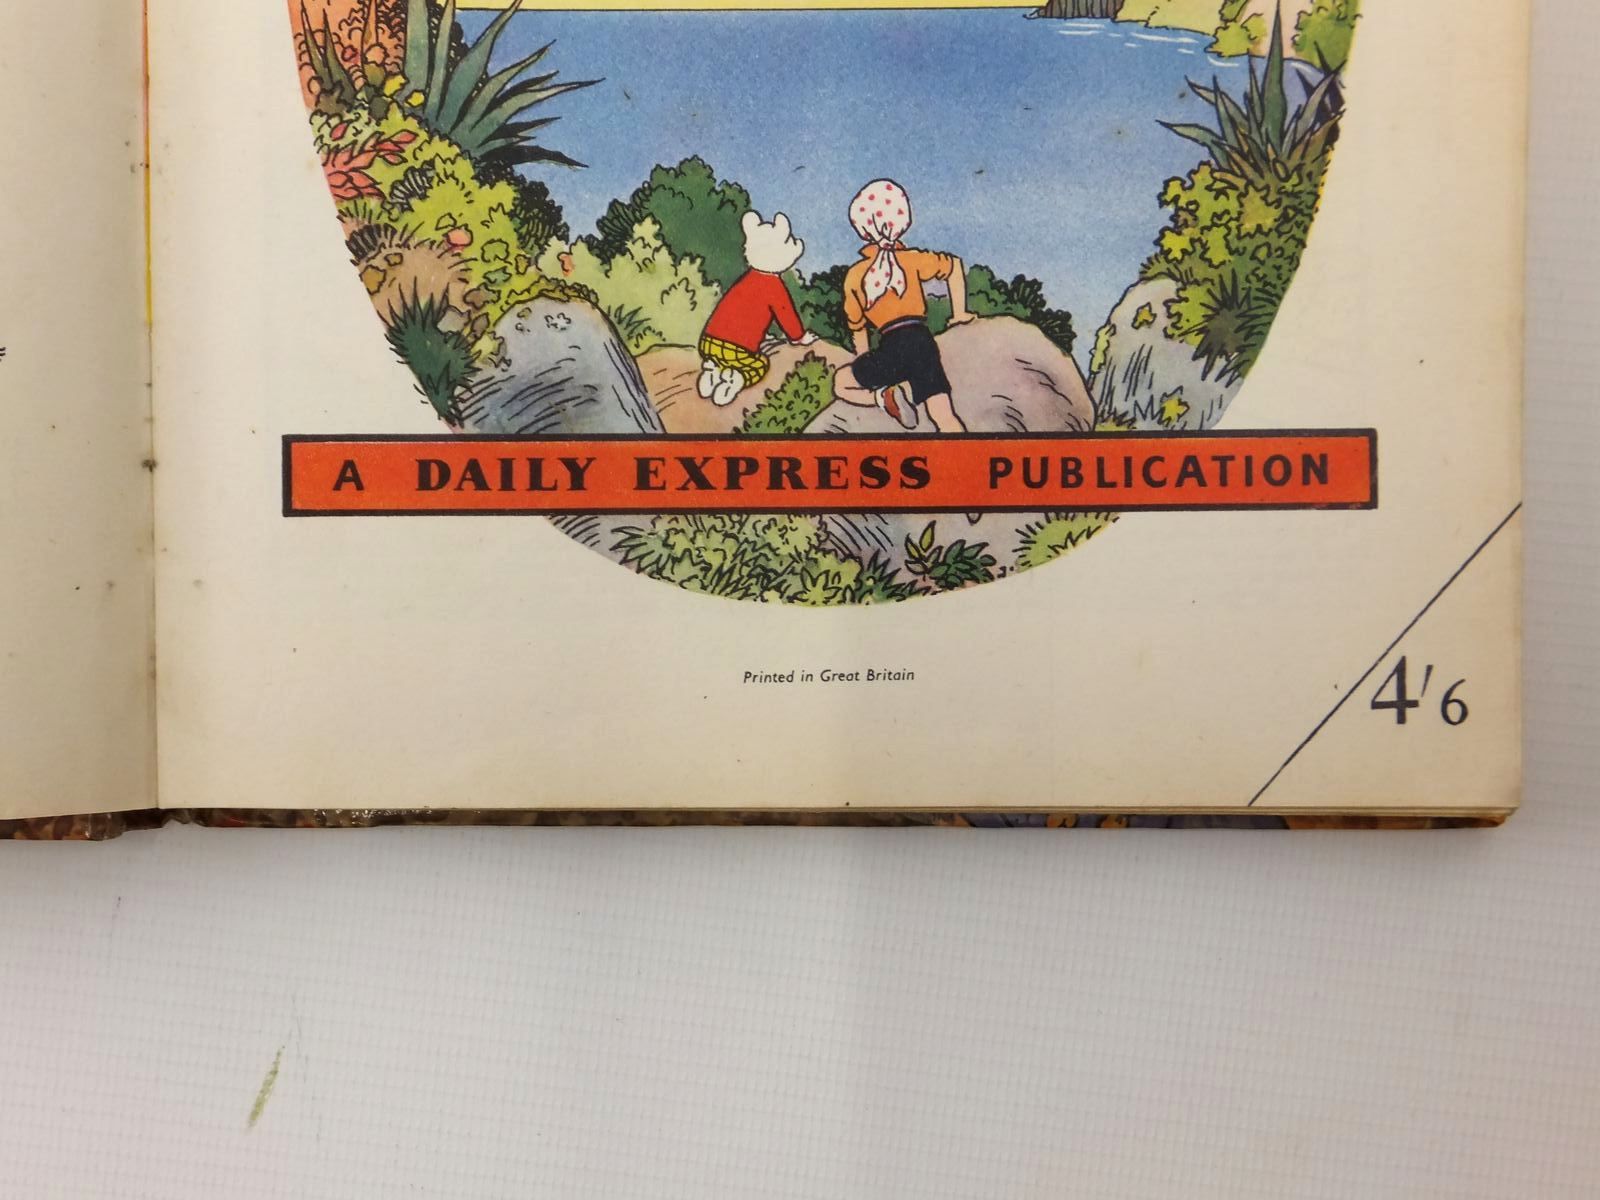 A DAILY EXPRESS PUBLICATION
Printed in Great Britain
4'6